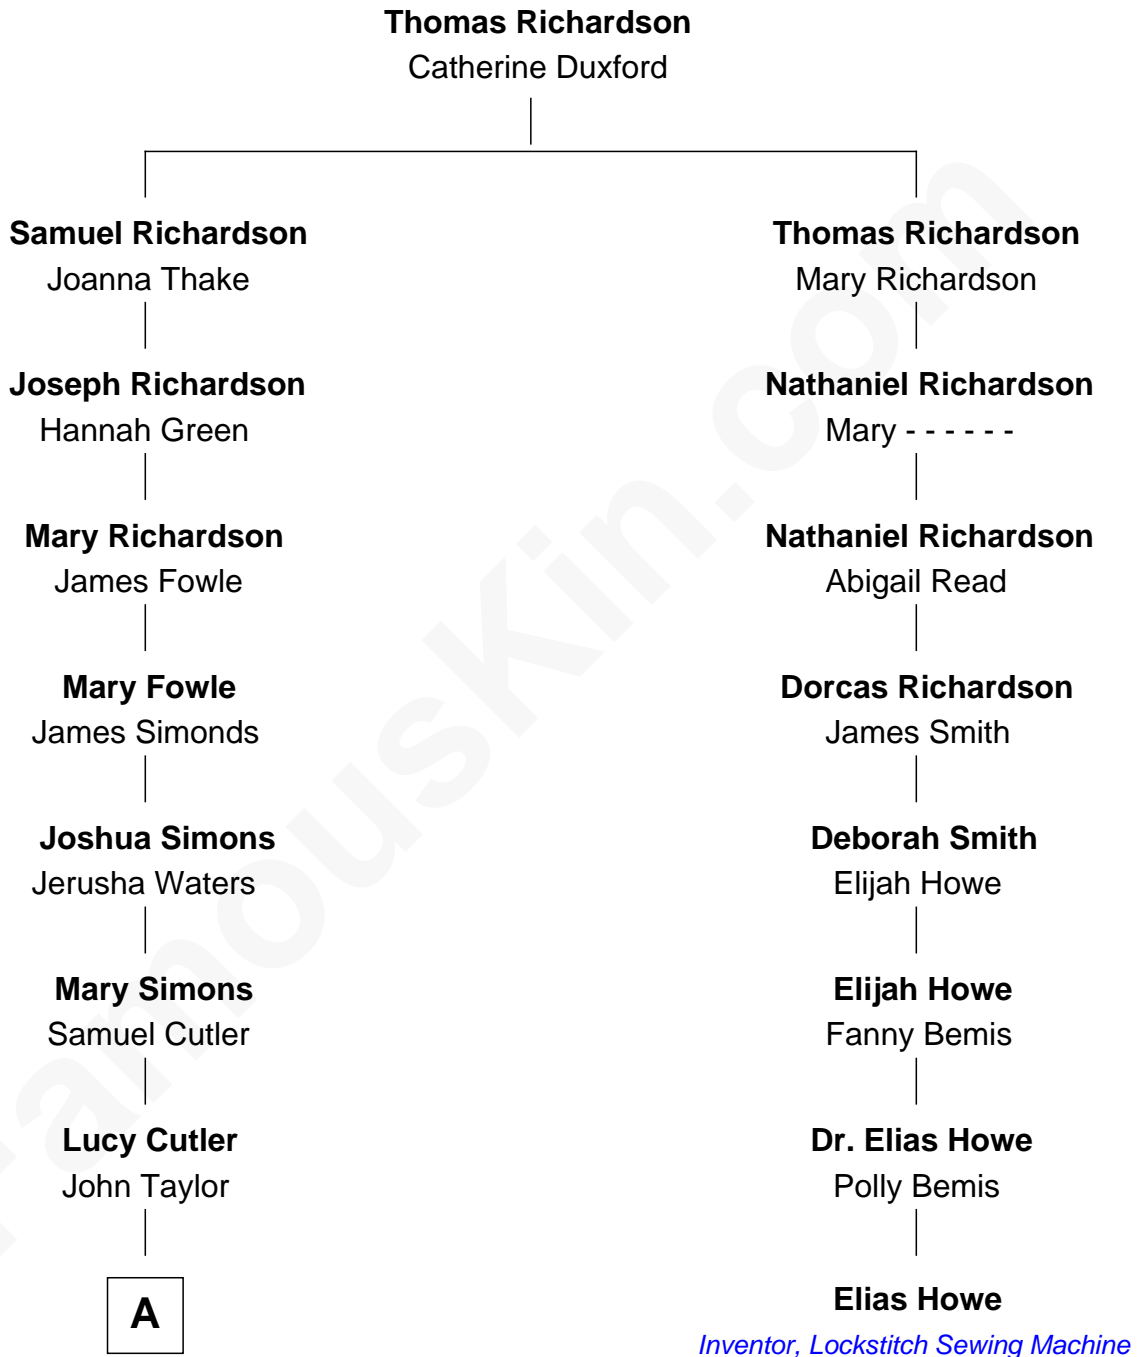 Thomas Richardson
Catherine Duxford
Samuel Richardson
Joanna Thake
Thomas Richardson
Mary Richardson
Joseph Richardson
Hannah Green
Nathaniel Richardson
Mary - - - - - -
Mary Richardson
James Fowle
Nathaniel Richardson
Abigail Read
Mary Fowle
James Simonds
Dorcas Richardson
James Smith
Joshua Simons
Jerusha Waters
Deborah Smith
Elijah Howe
Mary Simons
Samuel Cutler
Elijah Howe
Fanny Bemis
Lucy Cutler
John Taylor
Dr. Elias Howe
Polly Bemis
A
Elias Howe
Inventor, Lockstitch Sewing Machine
FamousKin.com